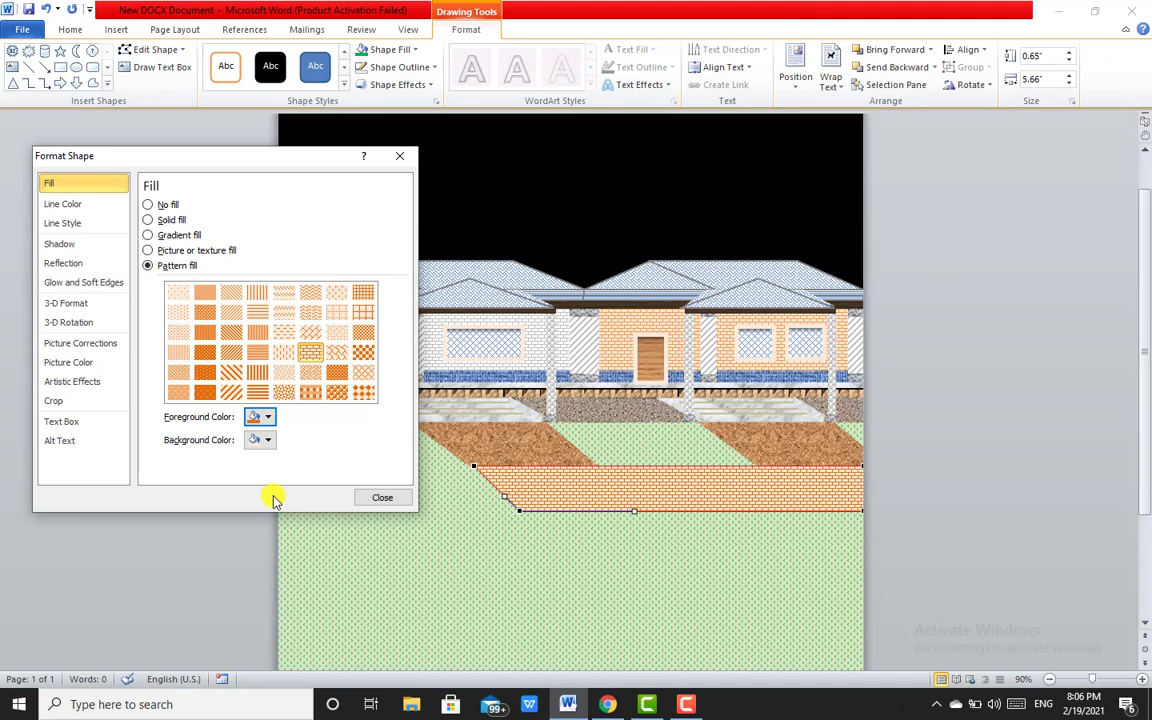 New DOCX Document - Microsoft Word (Product Activation Failed)
Drawing Tools
File
Home
Insert
Page Layout
References
Mailings
Review
View
Format
Edit Shape
Draw Text Box
Insert Shapes
Abc
Abc
Abc
Shape Fill
Shape Outline
Shape Effects
Shape Styles
A
A
A
Text Fill
Text Outline
Text Effects
WordArt Styles
Text Direction
Align Text
Create Link
Text
Position
Wrap
Text
Bring Forward
Send Backward
Selection Pane
Align
Group
Rotate
Arrange
0.65"
5.66"
Size
Format Shape
?
Fill
Line Color
Line Style
Shadow
Reflection
Glow and Soft Edges
3-D Format
3-D Rotation
Picture Corrections
Picture Color
Artistic Effects
Crop
Text Box
Alt Text
Fill
No fill
Solid fill
Gradient fill
Picture or texture fill
Pattern fill
Foreground Color:
Background Color:
Close
Activate Windows
Go to Settings to activate Windows.
Page: 1 of 1
Words: 0
English (U.S.)
90%
Type here to search
99+
ENG
8:06 PM
2/19/2021
6